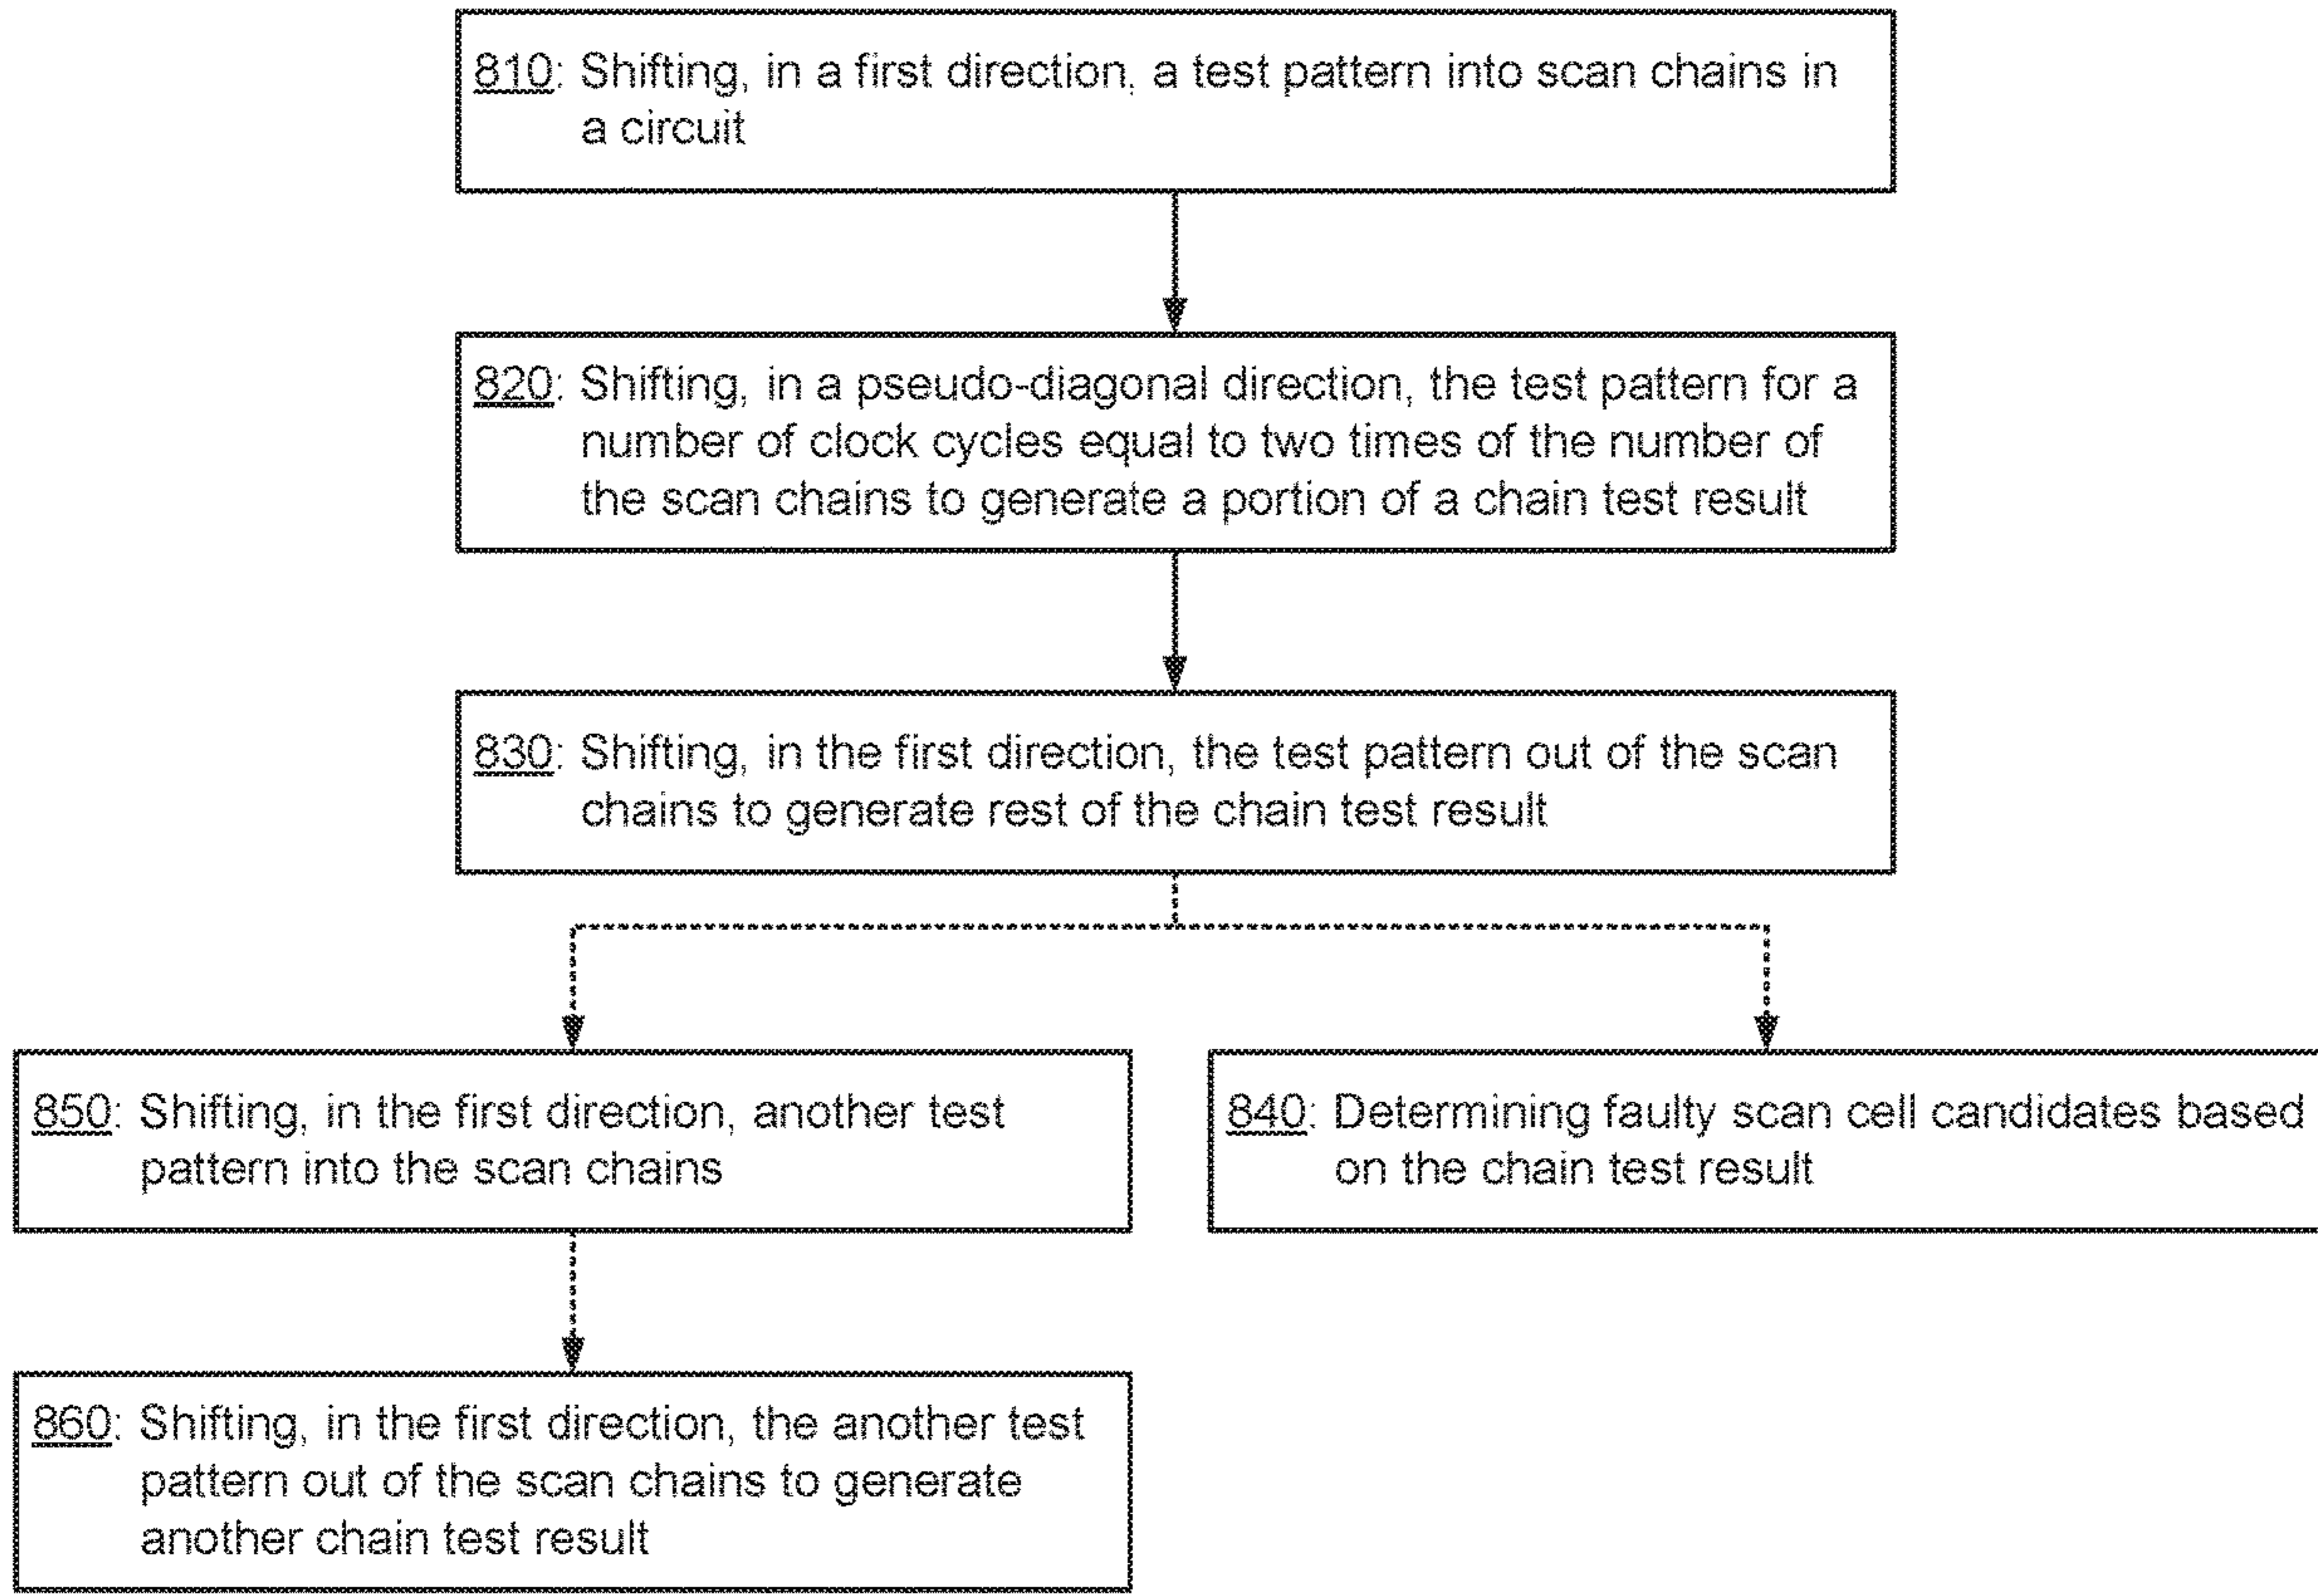 810: Shifting, in a first direction, a test pattern into scan chains in
a circuit
820: Shifting, in a pseudo-diagonal direction, the test pattern for a
number of clock cycles equal to two times of the number of
the scan chains to generate a portion of a chain test result
830: Shifting, in the first direction, the test pattern out of the scan
chains to generate rest of the chain test result
850: Shifting, in the first direction, another test
pattern into the scan chains
840: Determining faulty scan cell candidates based
on the chain test result
860: Shifting, in the first direction, the another test
pattern out of the scan chains to generate
another chain test result